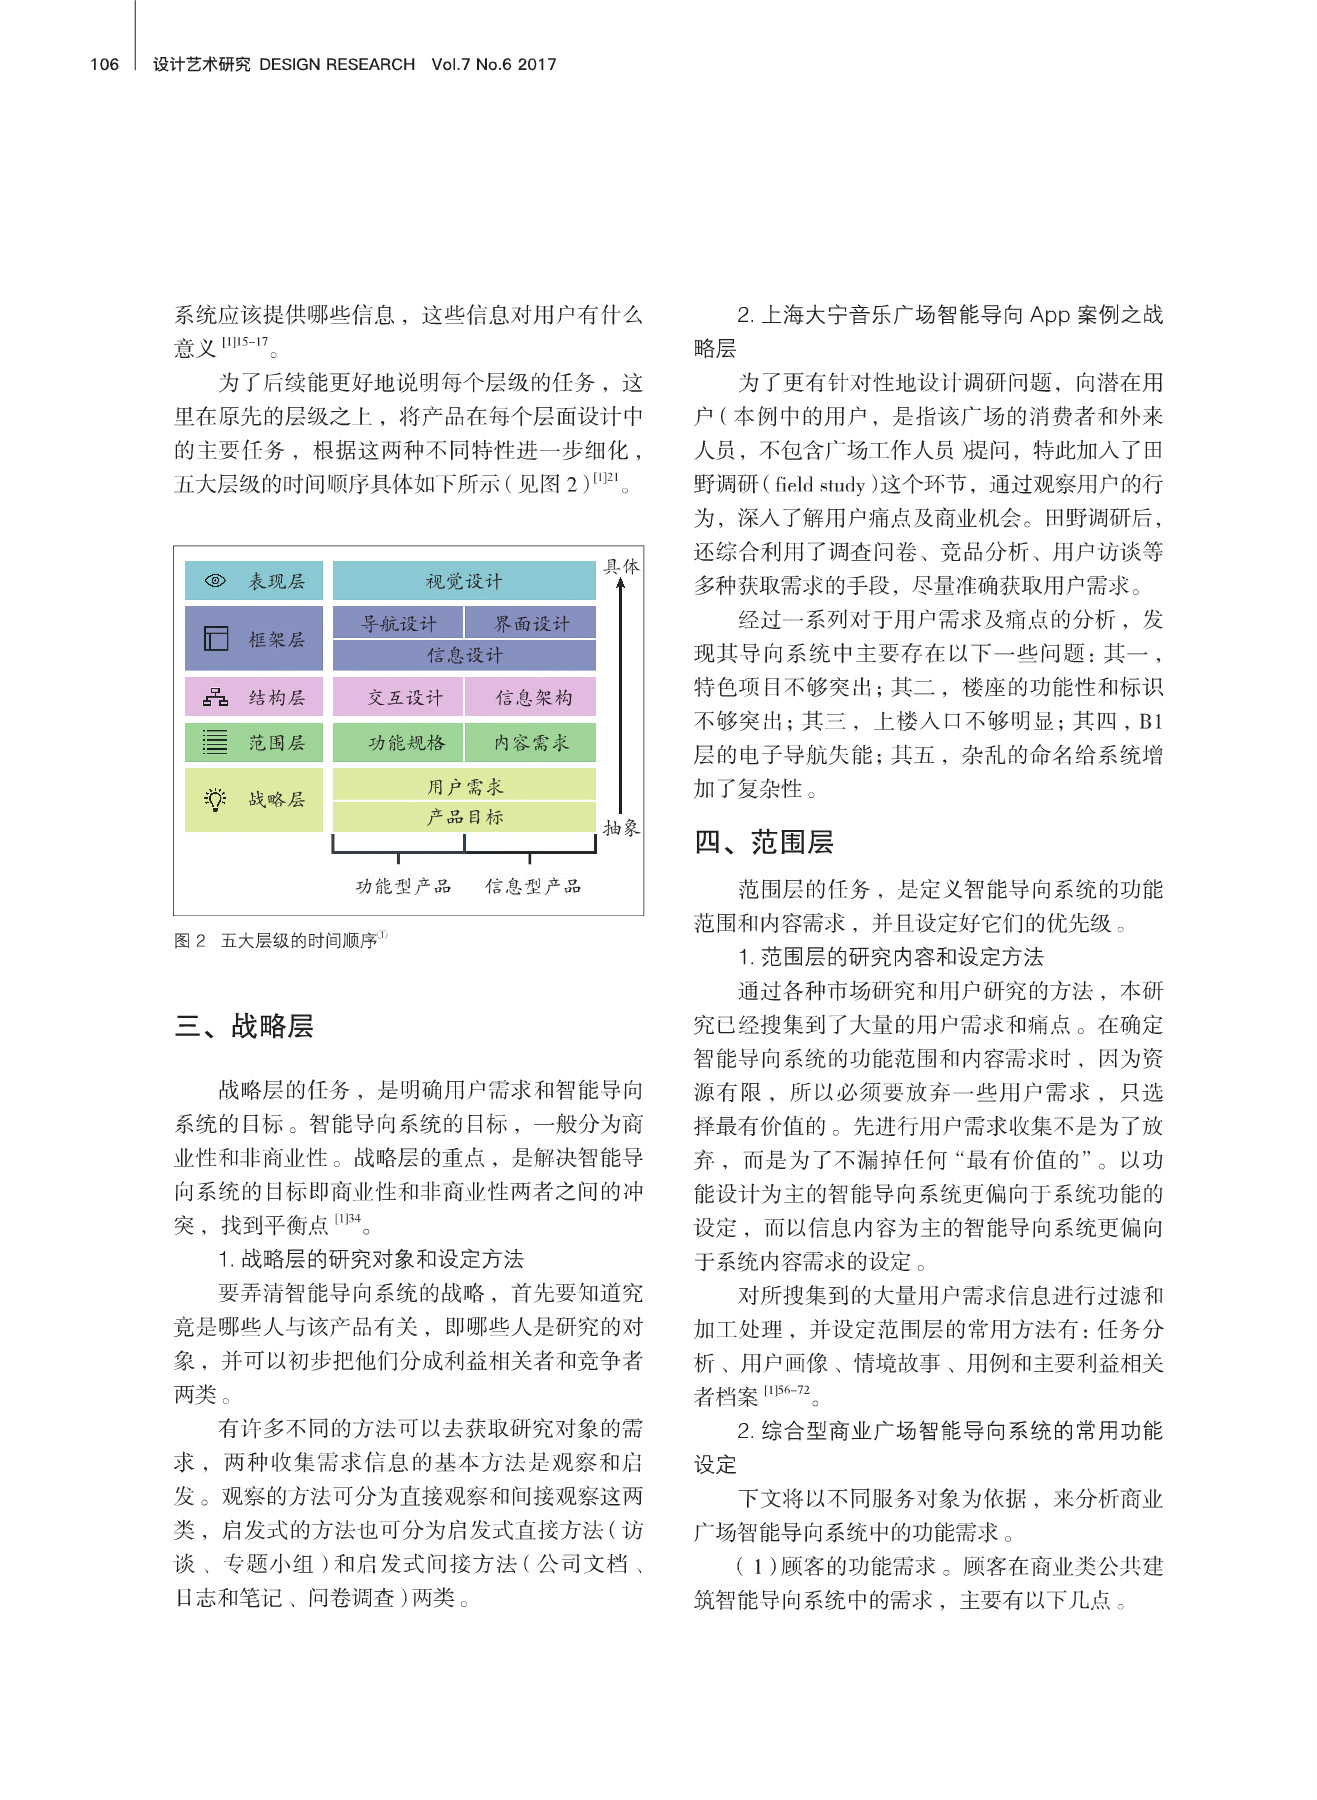 106 设计艺术研究 DESIGN RESEARCH Vol.7 No.6 2017
系统应该提供哪些信息，这些信息对用户有什么
意义[1]15-17。
为了后续能更好地说明每个层级的任务，这
里在原先的层级之上，将产品在每个层面设计中
的主要任务，根据这两种不同特性进一步细化，
五大层级的时间顺序具体如下所示（见图 2）[1]21。
表现层 视觉设计 具体
框架层 导航设计 界面设计
信息设计
结构层 交互设计 信息架构
范围层 功能规格 内容需求
战略层 用户需求
产品目标
抽象
功能型产品 信息型产品
图 2 五大层级的时间顺序①
三、战略层
战略层的任务，是明确用户需求和智能导向
系统的目标。智能导向系统的目标，一般分为商
业性和非商业性。战略层的重点，是解决智能导
向系统的目标即商业性和非商业性两者之间的冲
突，找到平衡点[1]34。
1. 战略层的研究对象和设定方法
要弄清智能导向系统的战略，首先要知道究
竟是哪些人与该产品有关，即哪些人是研究的对
象，并可以初步把他们分成利益相关者和竞争者
两类。
有许多不同的方法可以去获取研究对象的需
求，两种收集需求信息的基本方法是观察和启
发。观察的方法可分为直接观察和间接观察这两
类，启发式的方法也可分为启发式直接方法（访
谈、专题小组）和启发式间接方法（公司文档、
日志和笔记、问卷调查）两类。
2. 上海大宁音乐广场智能导向 App 案例之战
略层
为了更有针对性地设计调研问题，向潜在用
户（本例中的用户，是指该广场的消费者和外来
人员，不包含广场工作人员）提问，特此加入了田
野调研（field study）这个环节，通过观察用户的行
为，深入了解用户痛点及商业机会。田野调研后，
还综合利用了调查问卷、竞品分析、用户访谈等
多种获取需求的手段，尽量准确获取用户需求。
经过一系列对于用户需求及痛点的分析，发
现其导向系统中主要存在以下一些问题：其一，
特色项目不够突出；其二，楼座的功能性和标识
不够突出；其三，上楼入口不够明显；其四，B1
层的电子导航失能；其五，杂乱的命名给系统增
加了复杂性。
四、范围层
范围层的任务，是定义智能导向系统的功能
范围和内容需求，并且设定好它们的优先级。
1. 范围层的研究内容和设定方法
通过各种市场研究和用户研究的方法，本研
究已经搜集到了大量的用户需求和痛点。在确定
智能导向系统的功能范围和内容需求时，因为资
源有限，所以必须要放弃一些用户需求，只选
择最有价值的。先进行用户需求收集不是为了放
弃，而是为了不漏掉任何“最有价值的”。以功
能设计为主的智能导向系统更偏向于系统功能的
设定，而以信息内容为主的智能导向系统更偏向
于系统内容需求的设定。
对所搜集到的大量用户需求信息进行过滤和
加工处理，并设定范围层的常用方法有：任务分
析、用户画像、情境故事、用例和主要利益相关
者档案[1]56-72。
2. 综合型商业广场智能导向系统的常用功能
设定
下文将以不同服务对象为依据，来分析商业
广场智能导向系统中的功能需求。
（1）顾客的功能需求。顾客在商业类公共建
筑智能导向系统中的需求，主要有以下几点。